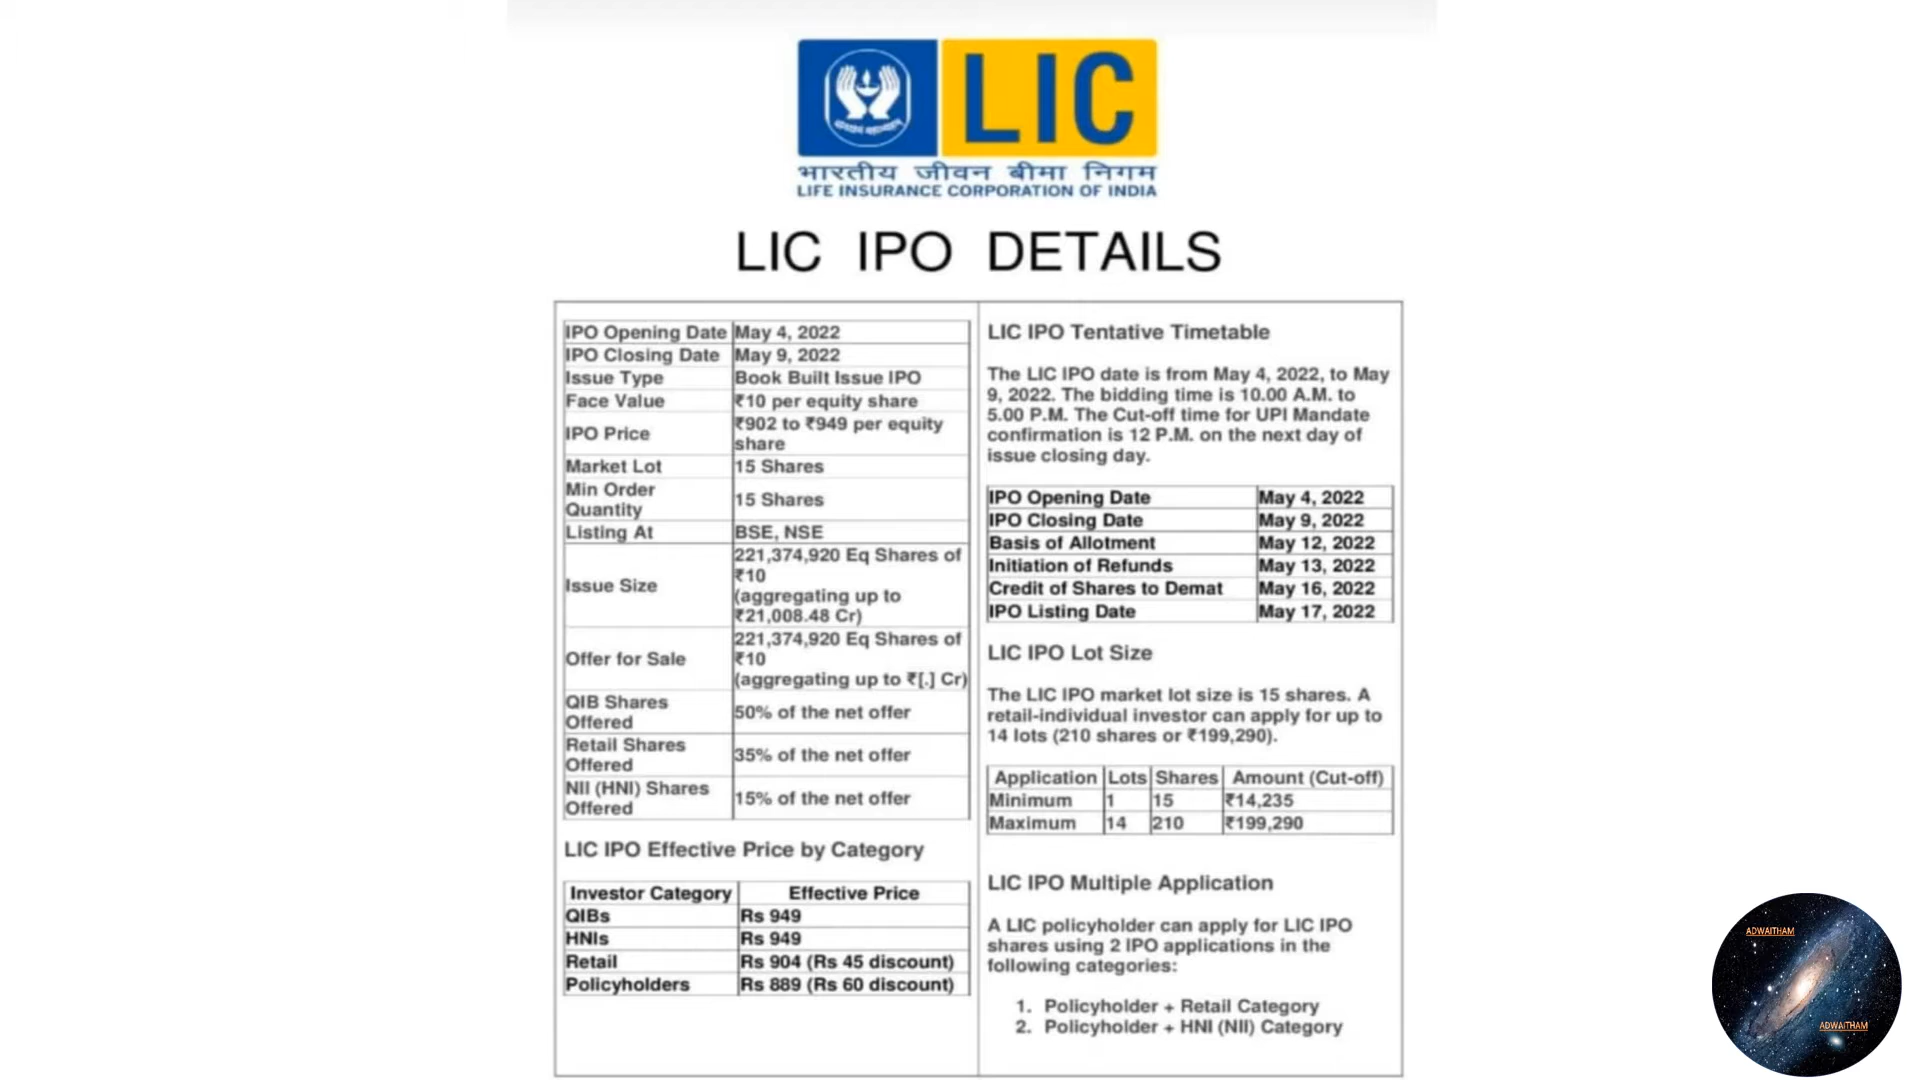 LIC
भारतीय जीवन बीमा निगम
LIFE INSURANCE CORPORATION OF INDIA
LIC IPO DETAILS
IPO Opening Date May 4, 2022
IPO Closing Date May 9, 2022
Issue Type Book Built Issue IPO
Face Value ₹10 per equity share
IPO Price ₹902 to ₹949 per equity
share
Market Lot 15 Shares
Min Order
Quantity 15 Shares
Listing At BSE, NSE
Issue Size 221,374,920 Eq Shares of
₹10
(aggregating up to
₹21,008.48 Cr)
Offer for Sale 221,374,920 Eq Shares of
₹10
(aggregating up to ₹[.] Cr)
QIB Shares
Offered 50% of the net offer
Retail Shares
Offered 35% of the net offer
NII (HNI) Shares
Offered 15% of the net offer
LIC IPO Effective Price by Category
Investor Category Effective Price
QIBs Rs 949
HNIs Rs 949
Retail Rs 904 (Rs 45 discount)
Policyholders Rs 889 (Rs 60 discount)
LIC IPO Tentative Timetable
The LIC IPO date is from May 4, 2022, to May
9, 2022. The bidding time is 10.00 A.M. to
5.00 P.M. The Cut-off time for UPI Mandate
confirmation is 12 P.M. on the next day of
issue closing day.
IPO Opening Date May 4, 2022
IPO Closing Date May 9, 2022
Basis of Allotment May 12, 2022
Initiation of Refunds May 13, 2022
Credit of Shares to Demat May 16, 2022
IPO Listing Date May 17, 2022
LIC IPO Lot Size
The LIC IPO market lot size is 15 shares. A
retail-individual investor can apply for up to
14 lots (210 shares or ₹199,290).
Application Lots Shares Amount (Cut-off)
Minimum 1 15 ₹14,235
Maximum 14 210 ₹199,290
LIC IPO Multiple Application
A LIC policyholder can apply for LIC IPO
shares using 2 IPO applications in the
following categories:
1. Policyholder + Retail Category
2. Policyholder + HNI (NII) Category
ADWAITHAM
ADWAITHAM